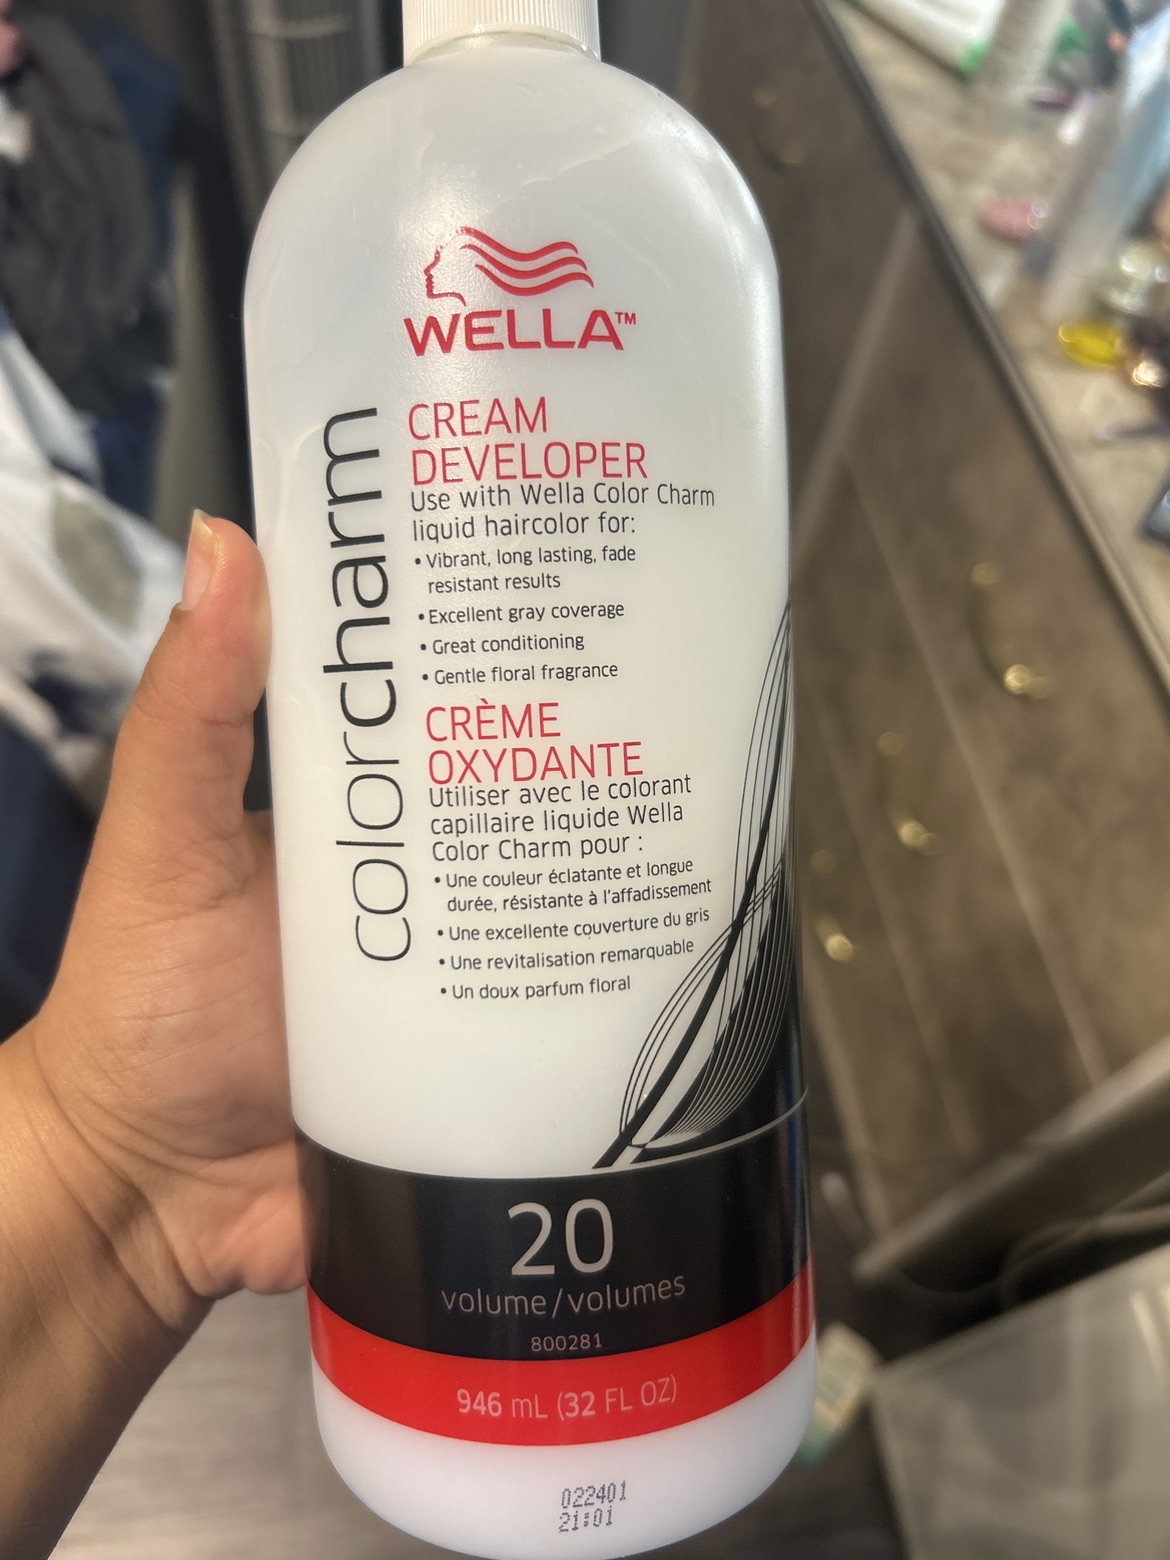 WELLA™
colorcharm
CREAM
DEVELOPER
Use with Wella Color Charm
liquid haircolor for:
• Vibrant, long lasting, fade
resistant results
• Excellent gray coverage
• Great conditioning
• Gentle floral fragrance
CRÈME
OXYDANTE
Utiliser avec le colorant
capillaire liquide Wella
Color Charm pour :
• Une couleur éclatante et longue
durée, résistante à l'affadissement
• Une excellente couverture du gris
• Une revitalisation remarquable
• Un doux parfum floral
20
volume/volumes
800281
946 mL (32 FL OZ)
022401
21:01